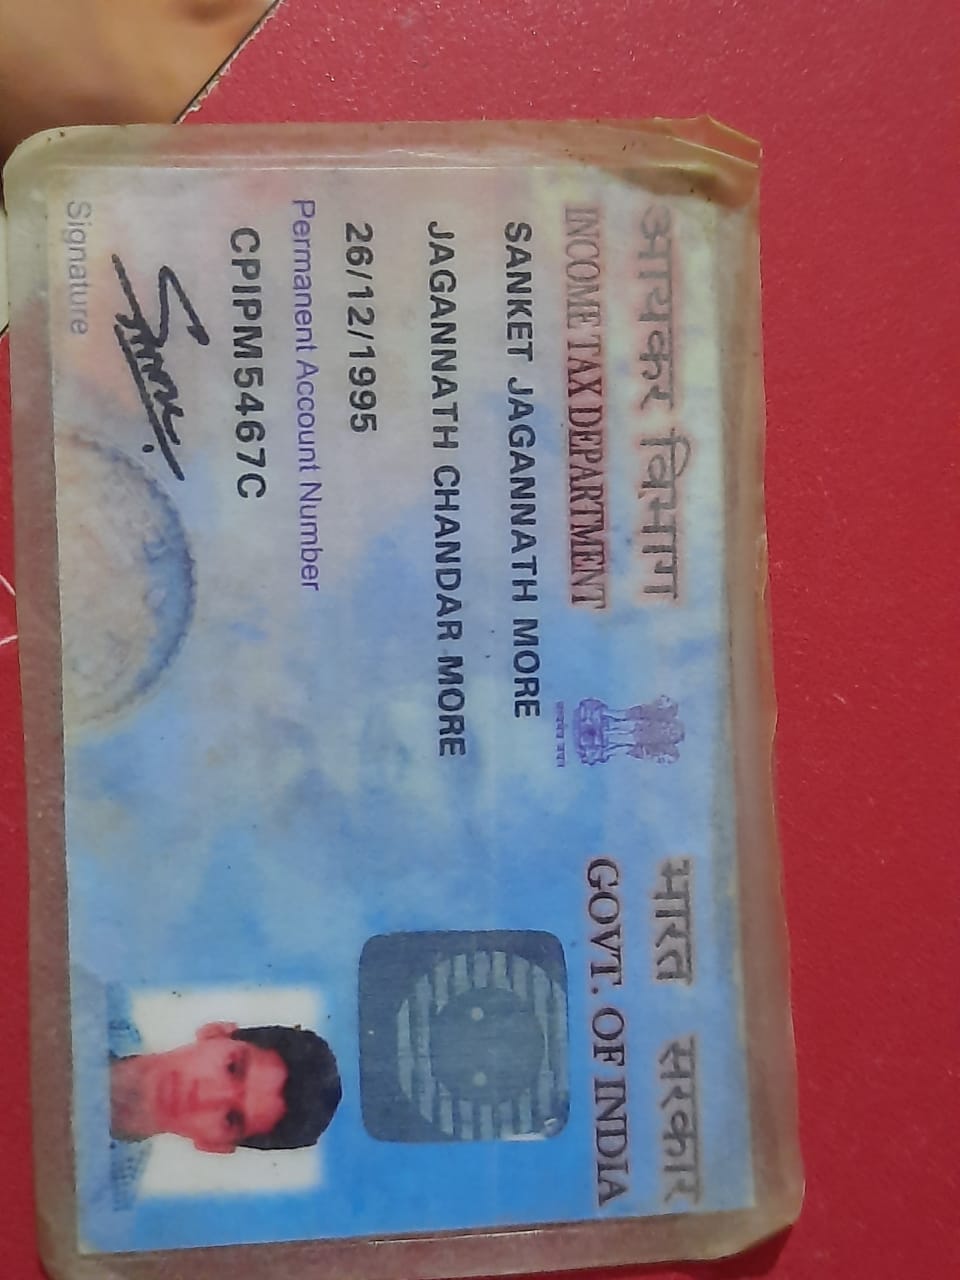 आयकर विभाग
INCOME TAX DEPARTMENT
भारत सरकार
GOVT. OF INDIA
SANKET JAGANNATH MORE
JAGANNATH CHANDAR MORE
26/12/1995
Permanent Account Number
CPIPM5467C
Signature